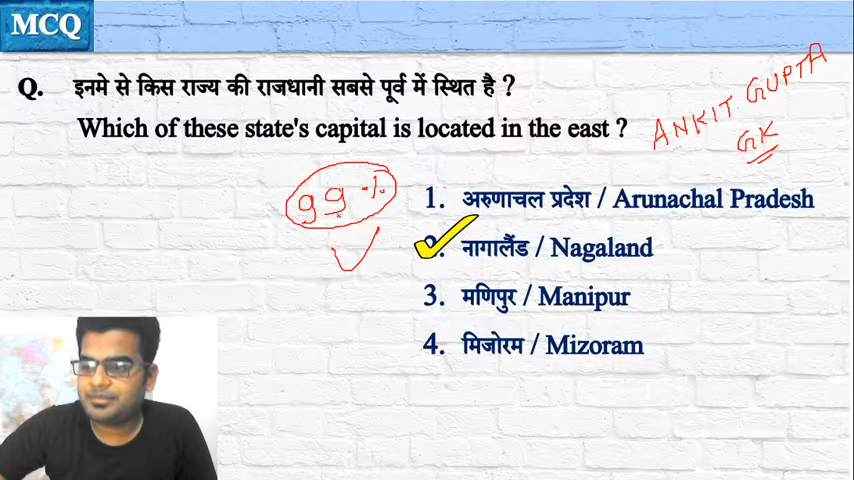 MCQ
Q. इनमे से किस राज्य की राजधानी सबसे पूर्व में स्थित है ?
Which of these state's capital is located in the east ?
ANKIT GUPTA
GK
99%
1. अरुणाचल प्रदेश / Arunachal Pradesh
2. नागालैंड / Nagaland
3. मणिपुर / Manipur
4. मिजोरम / Mizoram